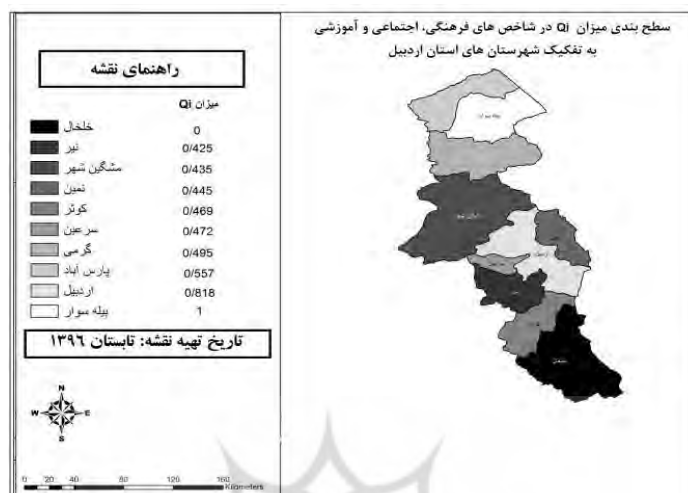 سطح بندی میزان Qi در شاخص های فرهنگی، اجتماعی و آموزشی
به تفکیک شهرستان های استان اردبیل
راهنمای نقشه
میزان Qi
خلخال 0
نیر 0/425
مشگین شهر 0/435
نمین 0/445
کوثر 0/469
سرعین 0/472
گرمی 0/495
پارس آباد 0/557
اردبیل 0/818
بیله سوار 1
تاریخ تهیه نقشه: تابستان ۱۳۹۶
N
W E
S
0 20 40 80 120 160
Kilometers
بیله سوار